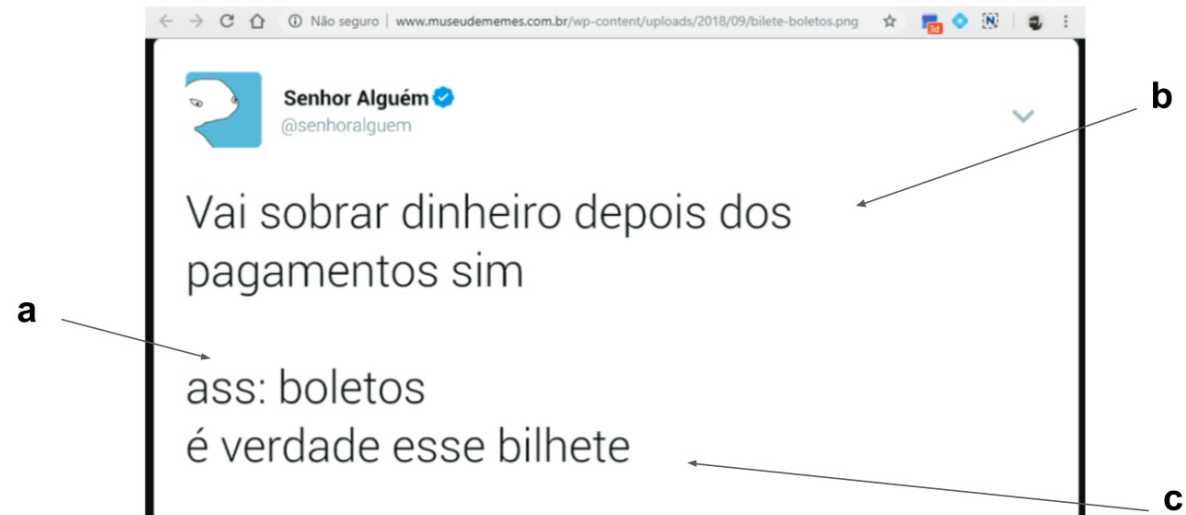 Não seguro | www.museudememes.com.br/wp-content/uploads/2018/09/bilete-boletos.png
3d
N
Senhor Alguém
@senhoralguem
b
Vai sobrar dinheiro depois dos
pagamentos sim
a
ass: boletos
é verdade esse bilhete
c